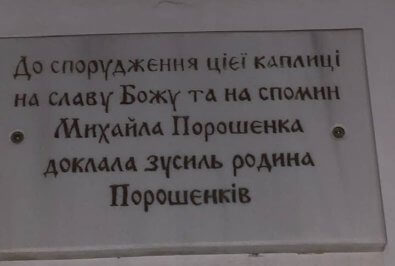 До спорудження цієї каплиці
на славу Божу та на спомин
Михайла Порошенка
доклала зусиль родина
Порошенків